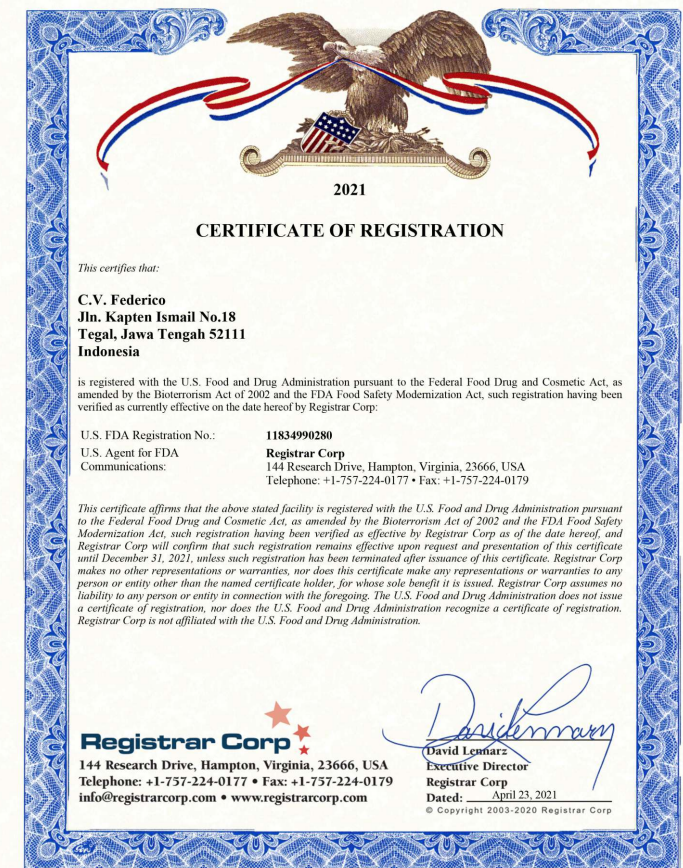 2021
CERTIFICATE OF REGISTRATION
This certifies that:
C.V. Federico
Jln. Kapten Ismail No.18
Tegal, Jawa Tengah 52111
Indonesia
is registered with the U.S. Food and Drug Administration pursuant to the Federal Food Drug and Cosmetic Act, as
amended by the Bioterrorism Act of 2002 and the FDA Food Safety Modernization Act, such registration having been
verified as currently effective on the date hereof by Registrar Corp:
U.S. FDA Registration No.: 11834990280
U.S. Agent for FDA Registrar Corp
Communications: 144 Research Drive, Hampton, Virginia, 23666, USA
Telephone: +1-757-224-0177 • Fax: +1-757-224-0179
This certificate affirms that the above stated facility is registered with the U.S. Food and Drug Administration pursuant
to the Federal Food Drug and Cosmetic Act, as amended by the Bioterrorism Act of 2002 and the FDA Food Safety
Modernization Act, such registration having been verified as effective by Registrar Corp as of the date hereof, and
Registrar Corp will confirm that such registration remains effective upon request and presentation of this certificate
until December 31, 2021, unless such registration has been terminated after issuance of this certificate. Registrar Corp
makes no other representations or warranties, nor does this certificate make any representations or warranties to any
person or entity other than the named certificate holder, for whose sole benefit it is issued. Registrar Corp assumes no
liability to any person or entity in connection with the foregoing. The U.S. Food and Drug Administration does not issue
a certificate of registration, nor does the U.S. Food and Drug Administration recognize a certificate of registration.
Registrar Corp is not affiliated with the U.S. Food and Drug Administration.
Registrar Corp
144 Research Drive, Hampton, Virginia, 23666, USA
Telephone: +1-757-224-0177 • Fax: +1-757-224-0179
info@registrarcorp.com • www.registrarcorp.com
David Lennarz
Executive Director
Registrar Corp
Dated: April 23, 2021
© Copyright 2003-2020 Registrar Corp